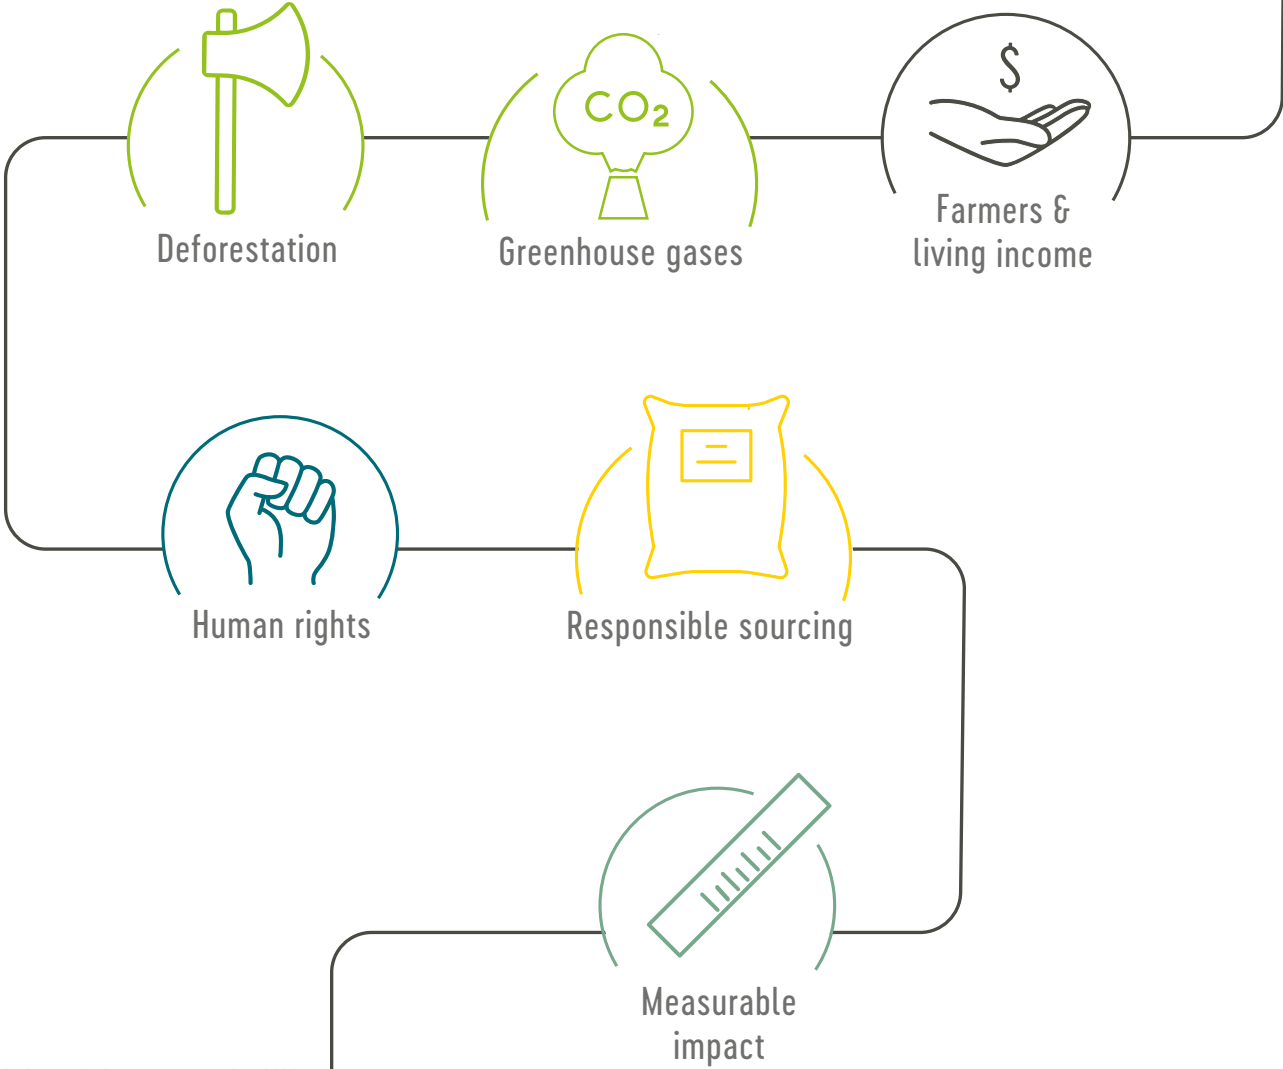 $
CO₂
Deforestation
Greenhouse gases
Farmers &
living income
Human rights
Responsible sourcing
Measurable
impact